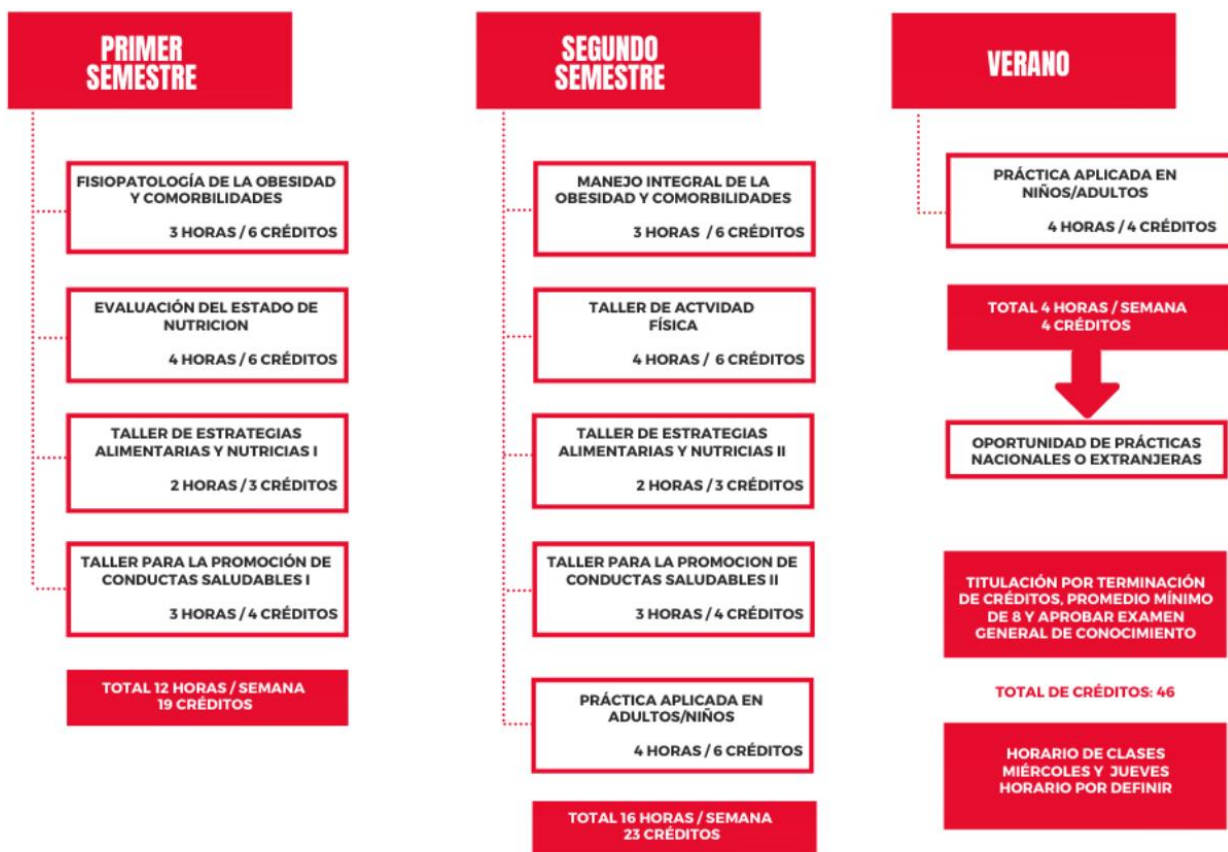 PRIMER
SEMESTRE
FISIOPATOLOGÍA DE LA OBESIDAD
Y COMORBILIDADES
3 HORAS / 6 CRÉDITOS
EVALUACIÓN DEL ESTADO DE
NUTRICION
4 HORAS / 6 CRÉDITOS
TALLER DE ESTRATEGIAS
ALIMENTARIAS Y NUTRICIAS I
2 HORAS / 3 CRÉDITOS
TALLER PARA LA PROMOCIÓN DE
CONDUCTAS SALUDABLES I
3 HORAS / 4 CRÉDITOS
TOTAL 12 HORAS / SEMANA
19 CRÉDITOS
SEGUNDO
SEMESTRE
MANEJO INTEGRAL DE LA
OBESIDAD Y COMORBILIDADES
3 HORAS / 6 CRÉDITOS
TALLER DE ACTVIDAD
FÍSICA
4 HORAS / 6 CRÉDITOS
TALLER DE ESTRATEGIAS
ALIMENTARIAS Y NUTRICIAS II
2 HORAS / 3 CRÉDITOS
TALLER PARA LA PROMOCION DE
CONDUCTAS SALUDABLES II
3 HORAS / 4 CRÉDITOS
PRÁCTICA APLICADA EN
ADULTOS/NIÑOS
4 HORAS / 6 CRÉDITOS
TOTAL 16 HORAS / SEMANA
23 CRÉDITOS
VERANO
PRÁCTICA APLICADA EN
NIÑOS/ADULTOS
4 HORAS / 4 CRÉDITOS
TOTAL 4 HORAS / SEMANA
4 CRÉDITOS
OPORTUNIDAD DE PRÁCTICAS
NACIONALES O EXTRANJERAS
TITULACIÓN POR TERMINACIÓN
DE CRÉDITOS, PROMEDIO MÍNIMO
DE 8 Y APROBAR EXAMEN
GENERAL DE CONOCIMIENTO
TOTAL DE CRÉDITOS: 46
HORARIO DE CLASES
MIÉRCOLES Y JUEVES
HORARIO POR DEFINIR